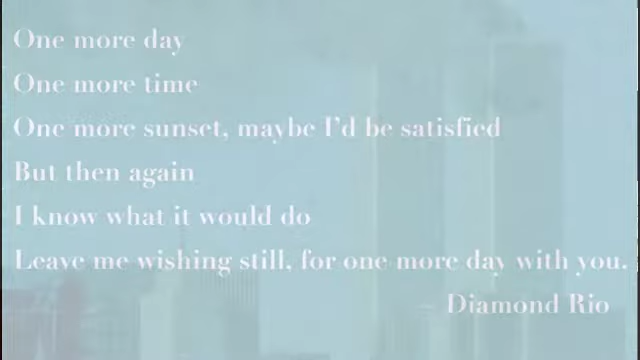 One more day
One more time
One more sunset, maybe I'd be satisfied
But then again
I know what it would do
Leave me wishing still, for one more day with you.
Diamond Rio